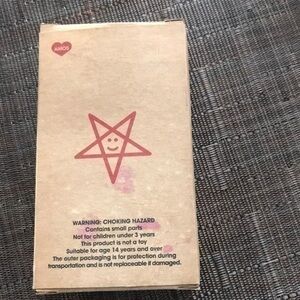 AMOS
WARNING: CHOKING HAZARD
Contains small parts
Not for children under 3 years
This product is not a toy
Suitable for age 14 years and over
The outer packaging is for protection during
transportation and is not replaceable if damaged.